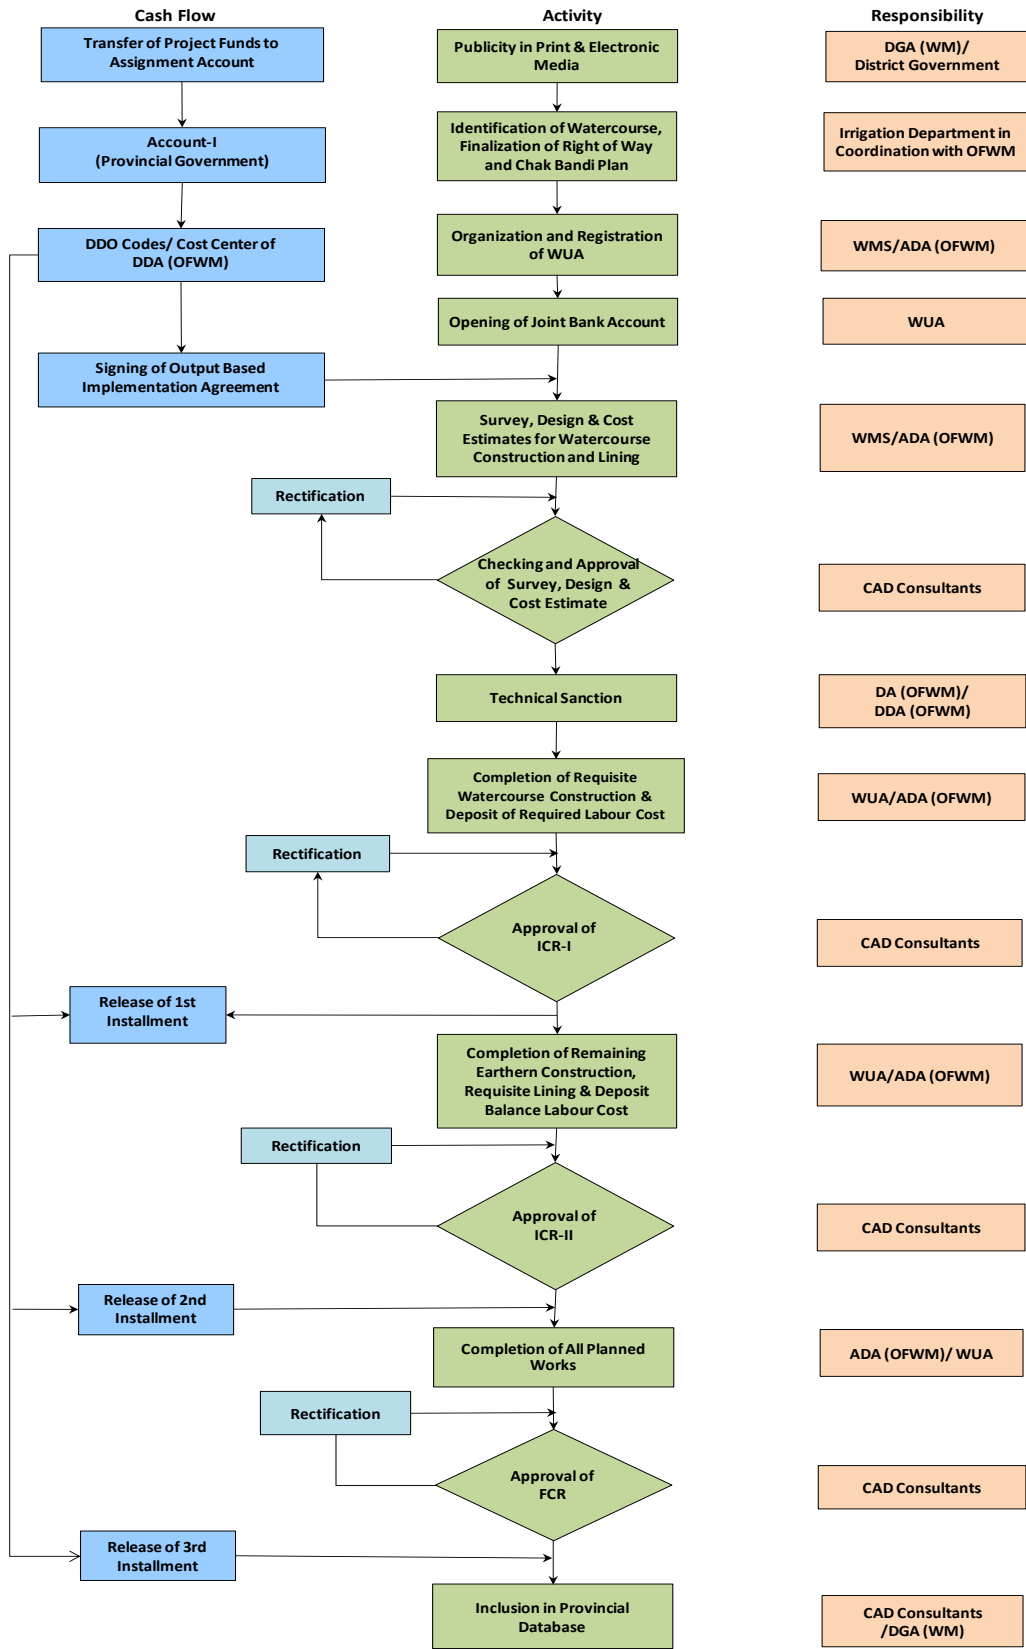 Cash Flow
Activity
Responsibility
Transfer of Project Funds to
Assignment Account
Publicity in Print & Electronic
Media
DGA (WM)/
District Government
Account-I
(Provincial Government)
Identification of Watercourse,
Finalization of Right of Way
and Chak Bandi Plan
Irrigation Department in
Coordination with OFWM
DDO Codes/ Cost Center of
DDA (OFWM)
Organization and Registration
of WUA
WMS/ADA (OFWM)
Opening of Joint Bank Account
WUA
Signing of Output Based
Implementation Agreement
Survey, Design & Cost
Estimates for Watercourse
Construction and Lining
WMS/ADA (OFWM)
Rectification
Checking and Approval
of Survey, Design &
Cost Estimate
CAD Consultants
Technical Sanction
DA (OFWM)/
DDA (OFWM)
Completion of Requisite
Watercourse Construction &
Deposit of Required Labour Cost
WUA/ADA (OFWM)
Rectification
Approval of
ICR-I
CAD Consultants
Release of 1st
Installment
Completion of Remaining
Earthern Construction,
Requisite Lining & Deposit
Balance Labour Cost
WUA/ADA (OFWM)
Rectification
Approval of
ICR-II
CAD Consultants
Release of 2nd
Installment
Completion of All Planned
Works
ADA (OFWM)/ WUA
Rectification
Approval of
FCR
CAD Consultants
Release of 3rd
Installment
Inclusion in Provincial
Database
CAD Consultants
/DGA (WM)